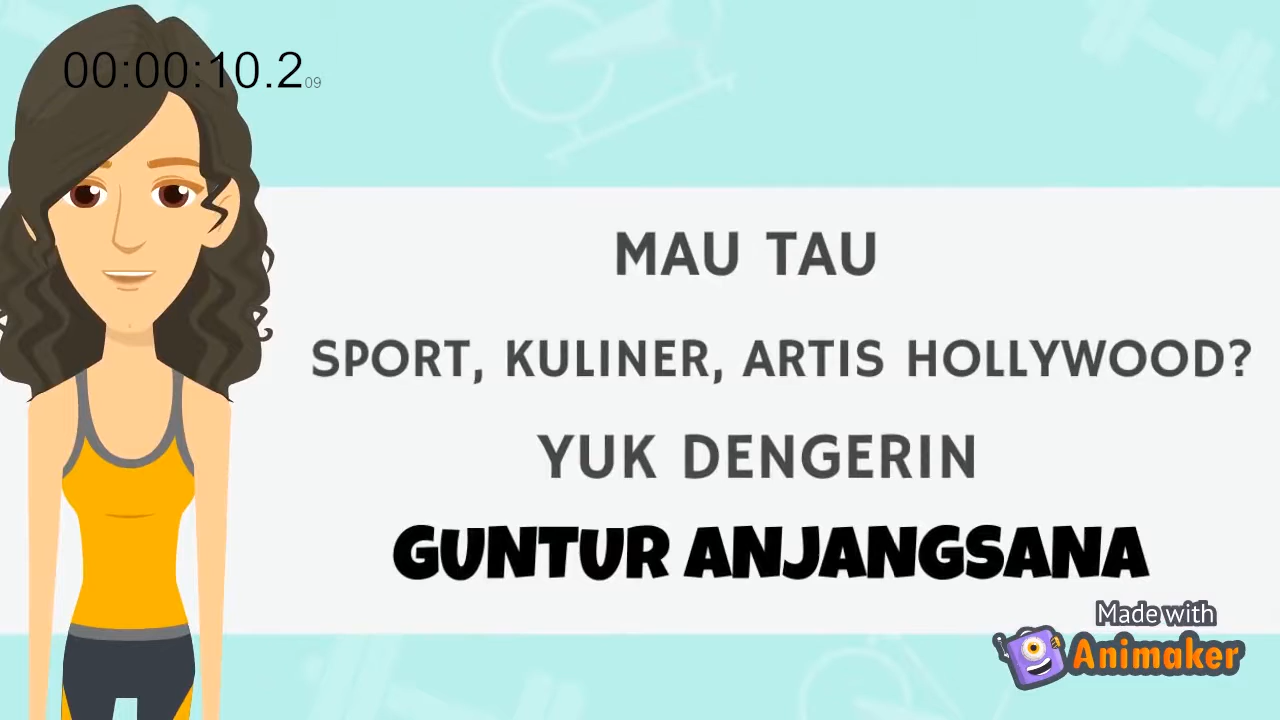 00:00:10.209
MAU TAU
SPORT, KULINER, ARTIS HOLLYWOOD?
YUK DENGERIN
GUNTUR ANJANGSANA
Made with
Animaker